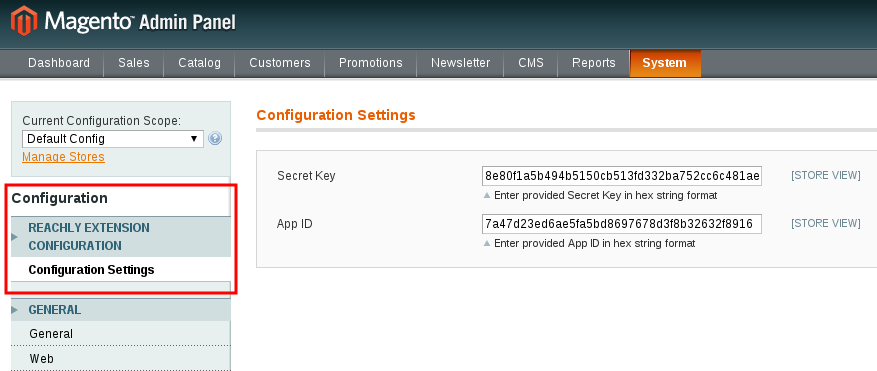 Magento™ Admin Panel
Dashboard Sales Catalog Customers Promotions Newsletter CMS Reports System
Current Configuration Scope:
Default Config
Manage Stores
Configuration
REACHLY EXTENSION
CONFIGURATION
Configuration Settings
GENERAL
General
Web
Configuration Settings
Secret Key 8e80f1a5b494b5150cb513fd332ba752cc6c481ae [STORE VIEW]
Enter provided Secret Key in hex string format
App ID 7a47d23ed6ae5fa5bd8697678d3f8b32632f8916 [STORE VIEW]
Enter provided App ID in hex string format